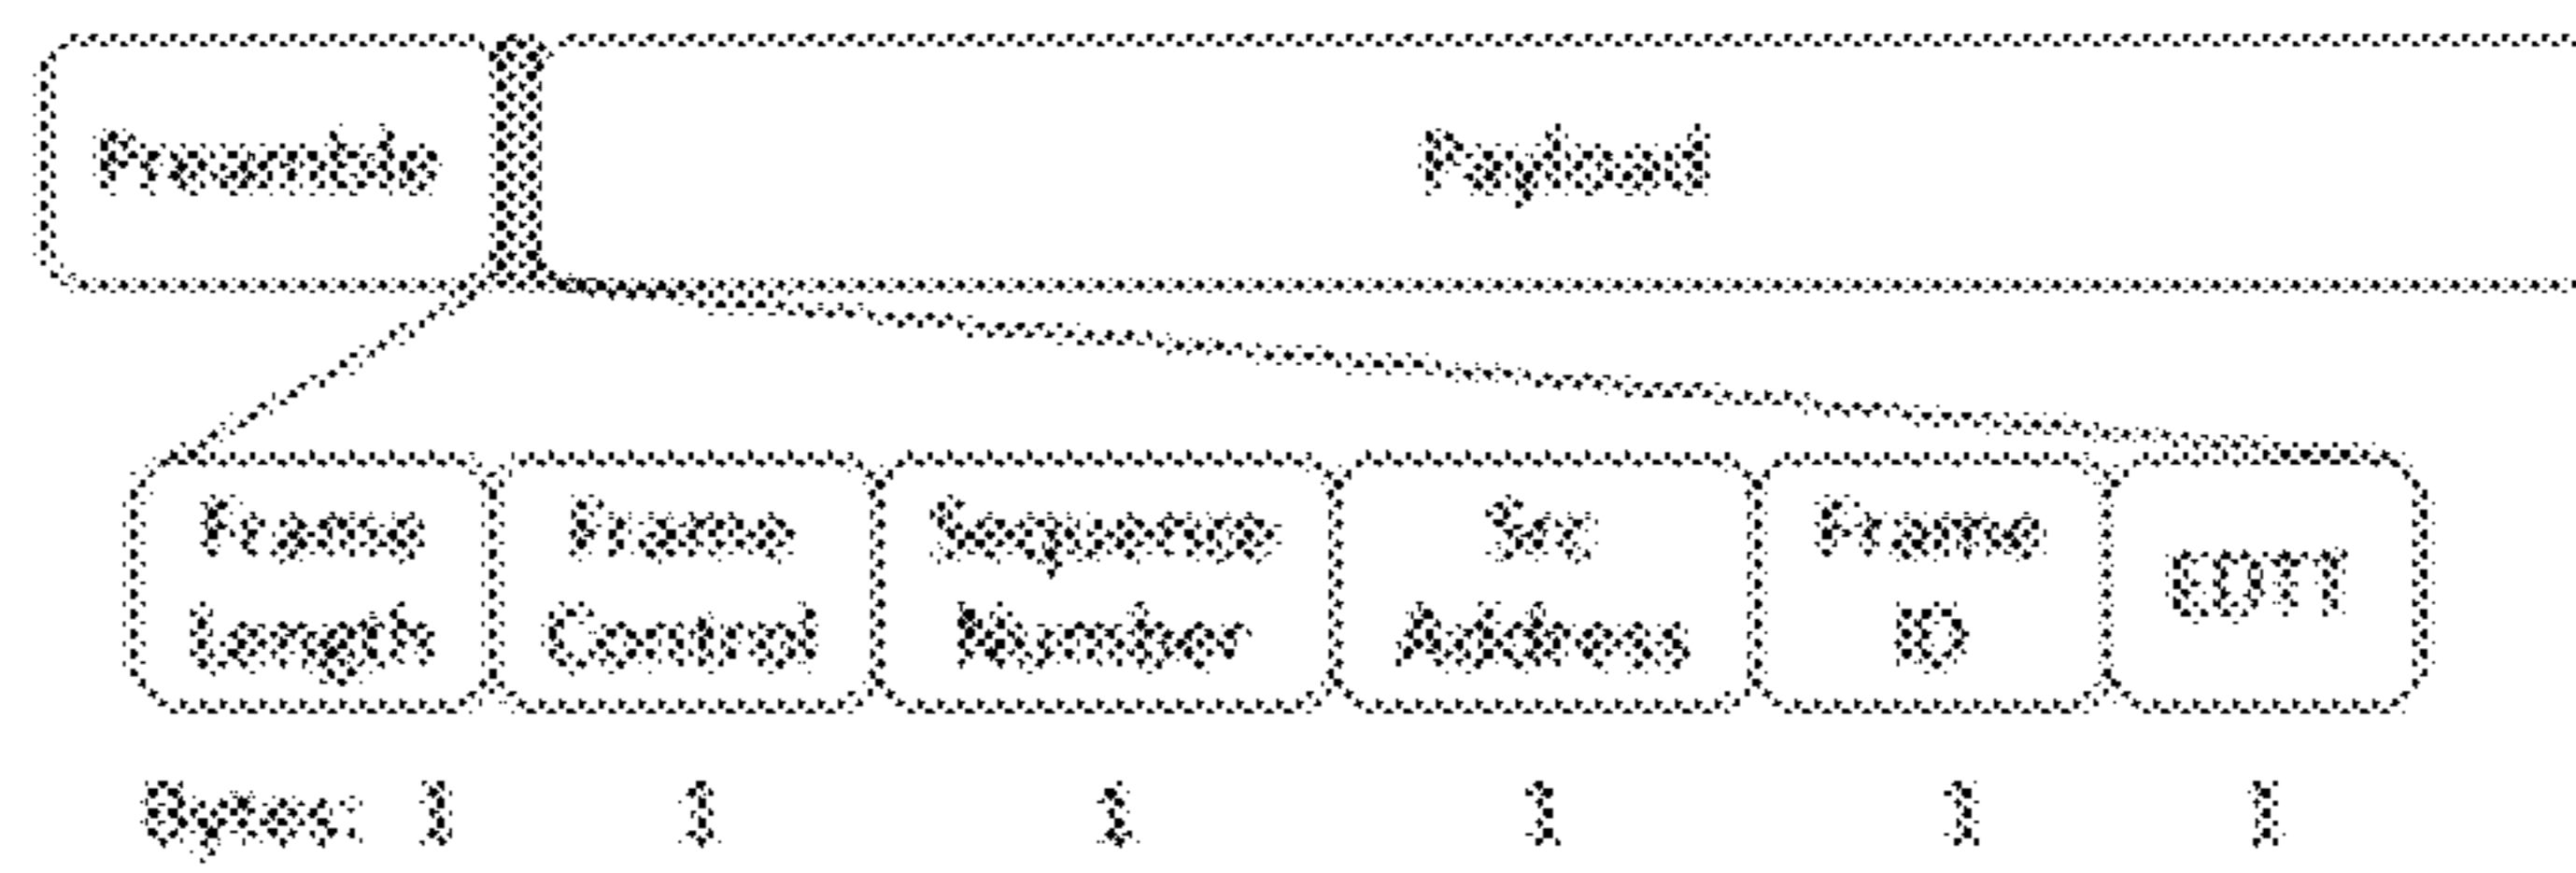 Preamble Payload
Frame Frame Sequence Src Frame EDTT
Length Control Number Address ID
Bytes: 1 1 1 1 1 1